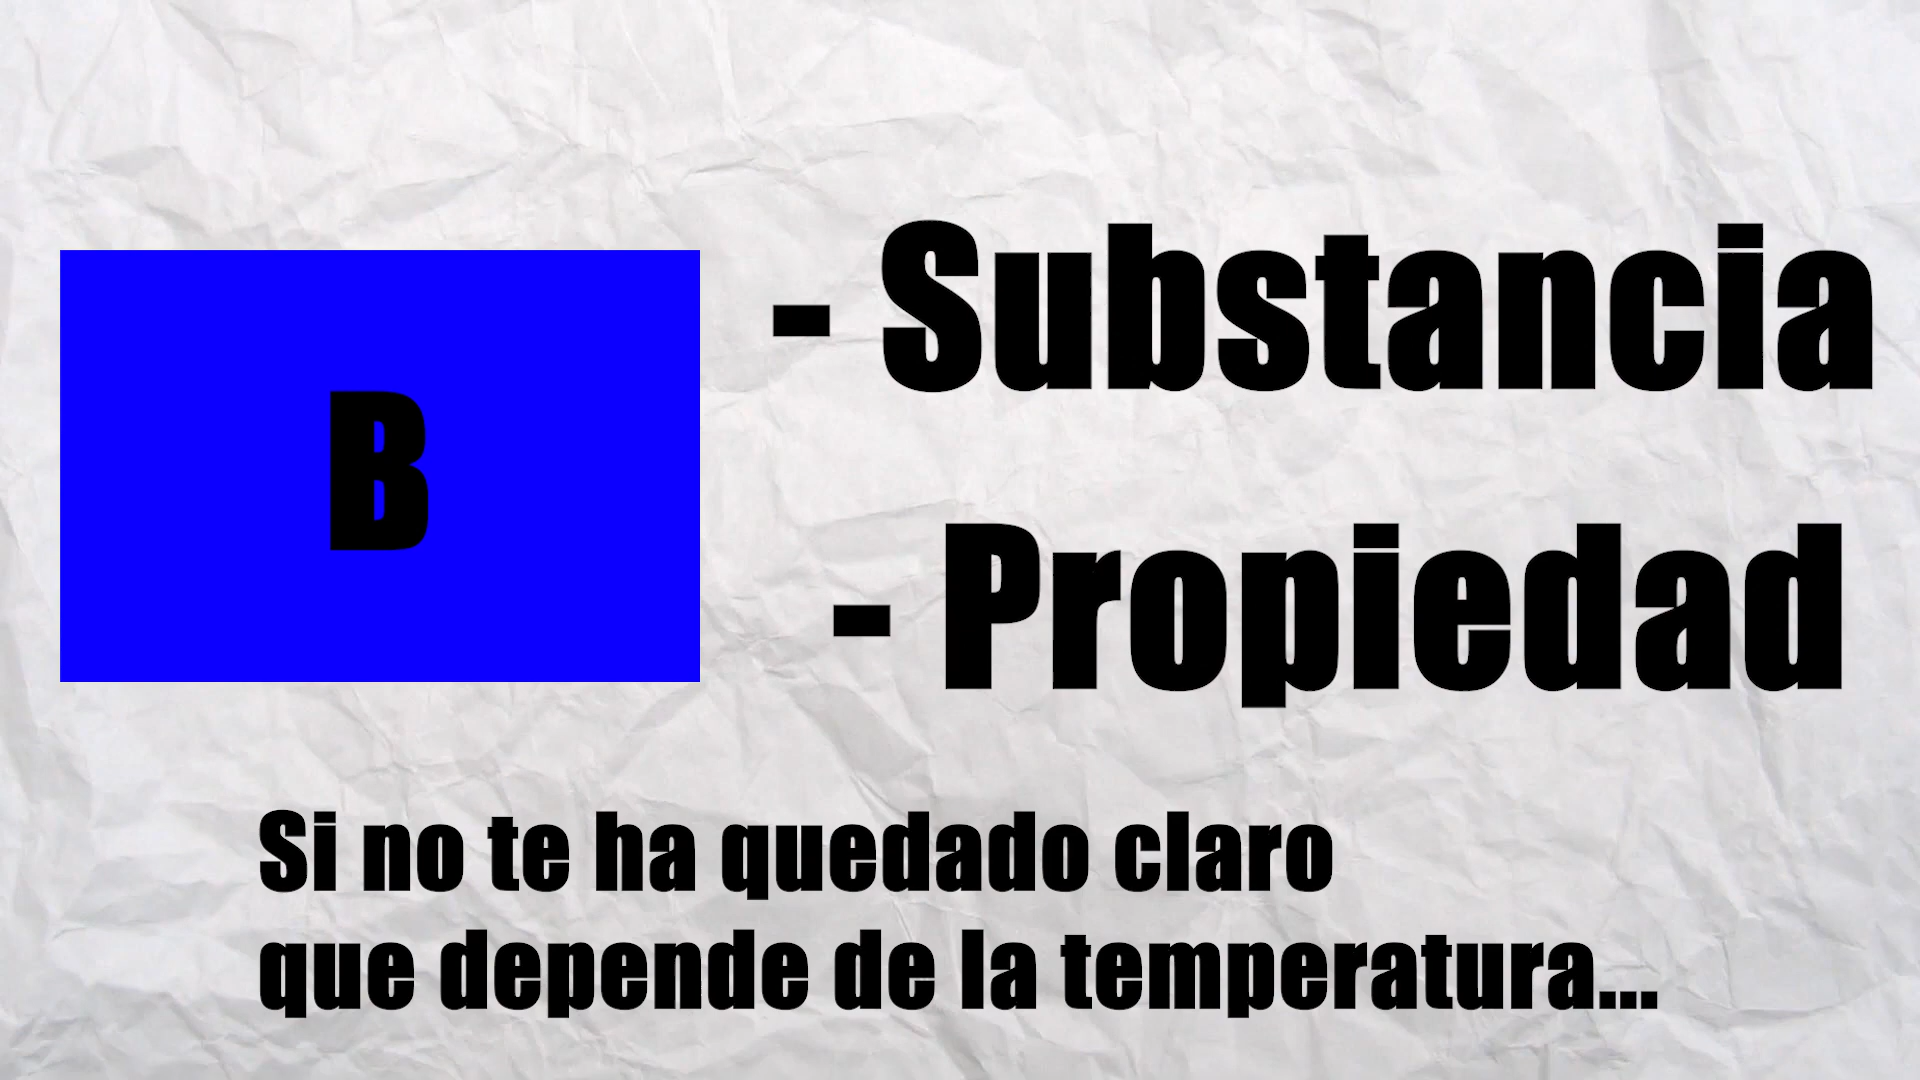 B
- Substancia
- Propiedad
Si no te ha quedado claro
que depende de la temperatura...